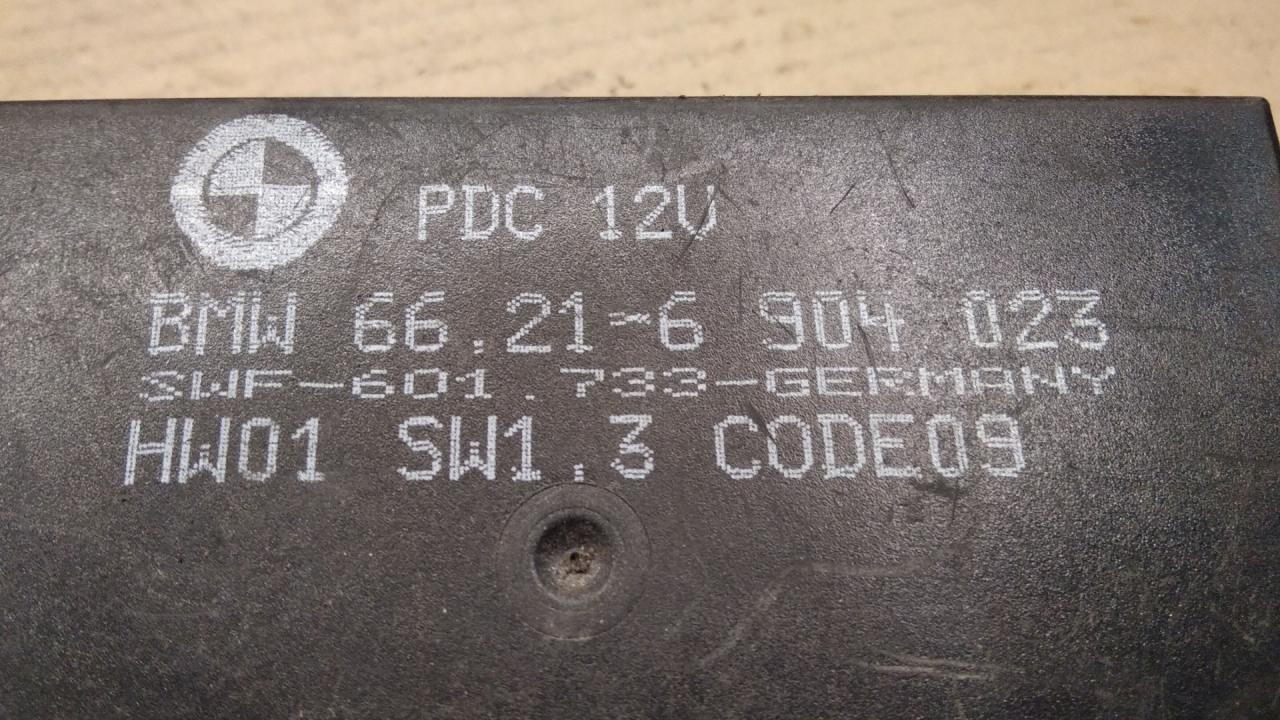 PDC 12V
BMW 66.21-6 904 023
SWF-601.733-GERMANY
HW01 SW1.3 CODE09